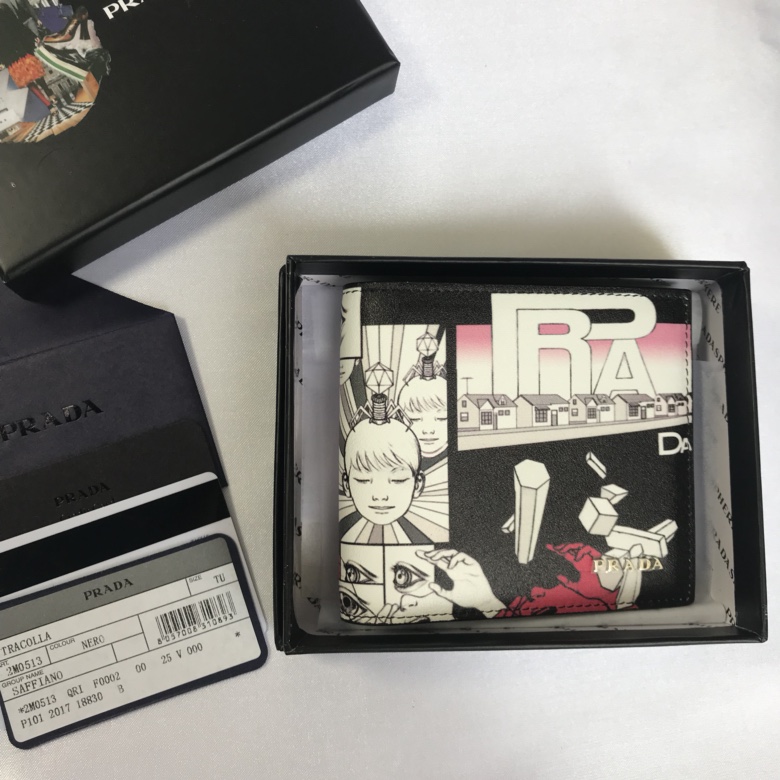 PRADA
PRADA
PRADA
SIZE TU
TRACOLLA
2M0513 COLOUR NERO
GROUP NAME
SAFFIANO
*2M0513 QRI F0002 00 25 V 000 *
P101 2017 18830 B
PRA
DA
PRADA